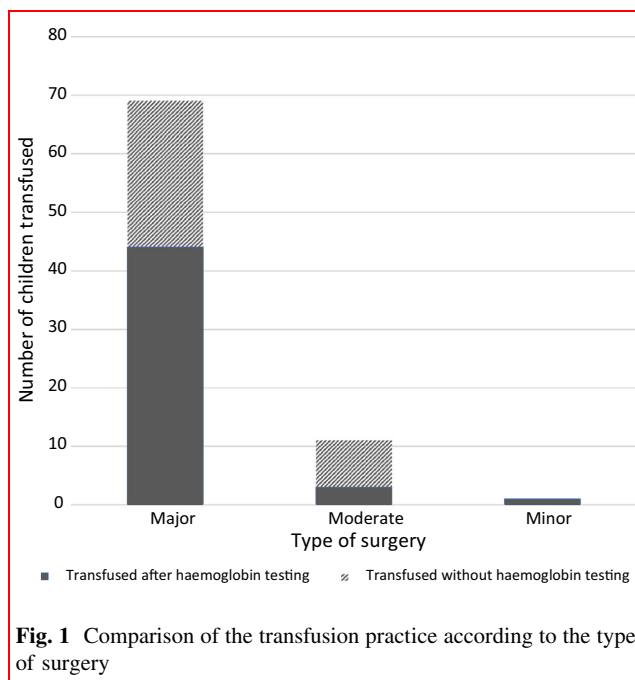 80
70
60
50
40
30
20
10
0
Number of children transfused
Major Moderate Minor
Type of surgery
Transfused after haemoglobin testing Transfused without haemoglobin testing
Fig. 1 Comparison of the transfusion practice according to the type
of surgery